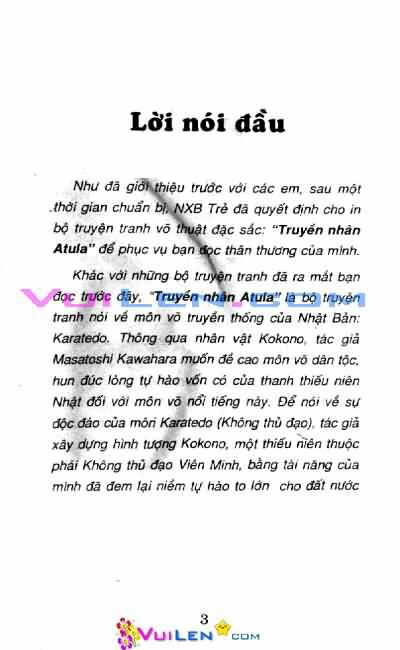 Lời nói đầu
Như đã giới thiệu trước với các em, sau một
thời gian chuẩn bị, NXB Trẻ đã quyết định cho in
bộ truyện tranh võ thuật đặc sắc: "Truyền nhân
Atula" để phục vụ bạn đọc thân thương của mình.
Khác với những bộ truyện tranh đã ra mắt bạn
đọc trước đây, "Truyền nhân Atula" là bộ truyện
tranh nói về môn võ truyền thống của Nhật Bản:
Karatedo. Thông qua nhân vật Kokono, tác giả
Masatoshi Kawahara muốn đề cao môn võ dân tộc,
hun đúc lòng tự hào vốn có của thanh thiếu niên
Nhật đối với môn võ nổi tiếng này. Để nói về sự
độc đáo của môn Karatedo (Không thủ đạo), tác giả
xây dựng hình tượng Kokono, một thiếu niên thuộc
phái Không thủ đạo Viên Minh, bằng tài năng của
mình đã đem lại niềm tự hào to lớn cho đất nước
VUILEN.COM
3
VUILEN.COM